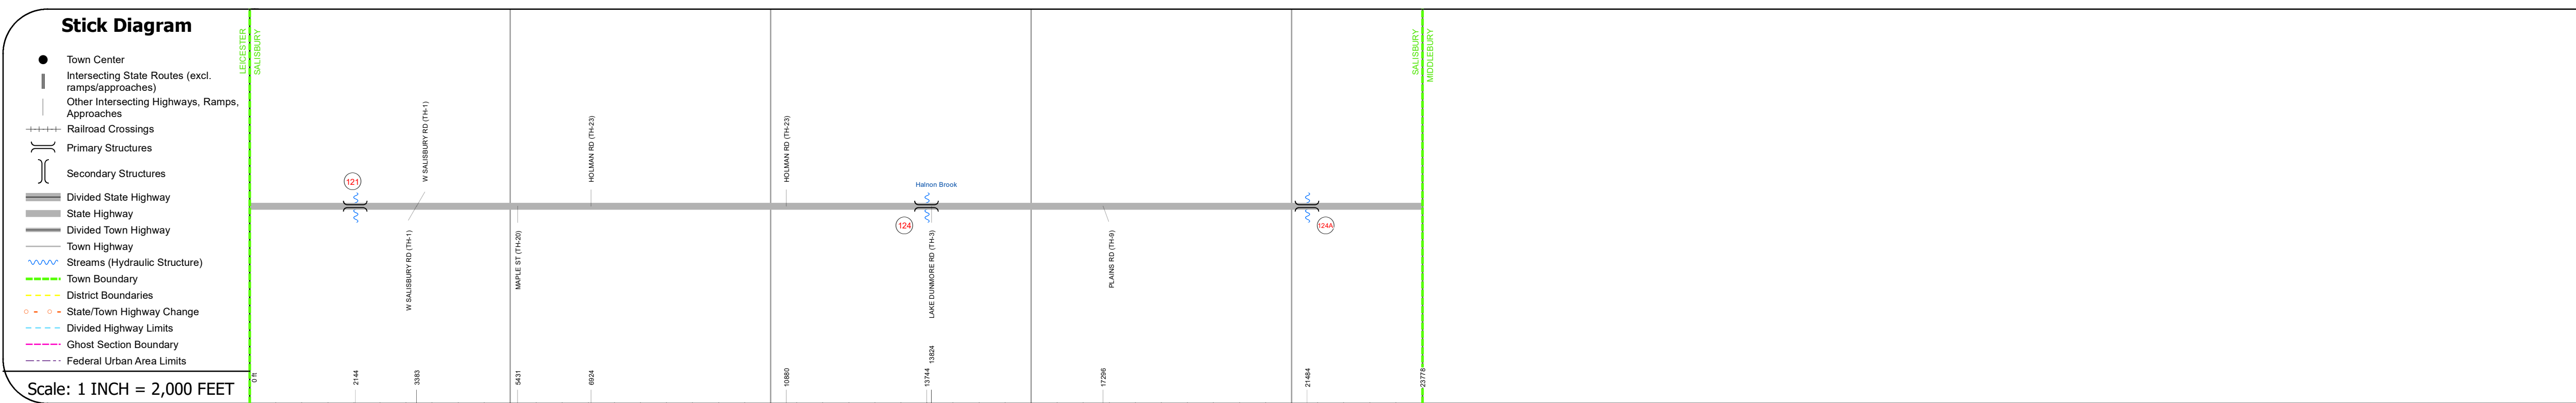 Stick Diagram
Town Center
Intersecting State Routes (excl.
ramps/approaches)
Other Intersecting Highways, Ramps,
Approaches
Railroad Crossings
Primary Structures
Secondary Structures
Divided State Highway
State Highway
Divided Town Highway
Town Highway
Streams (Hydraulic Structure)
Town Boundary
District Boundaries
State/Town Highway Change
Divided Highway Limits
Ghost Section Boundary
Federal Urban Area Limits
Scale: 1 INCH = 2,000 FEET
LEICESTER
SALISBURY
121
W SALISBURY RD (TH-1)
W SALISBURY RD (TH-1)
MAPLE ST (TH-20)
HOLMAN RD (TH-23)
HOLMAN RD (TH-23)
Halnon Brook
124
LAKE DUNMORE RD (TH-3)
PLAINS RD (TH-9)
124A
SALISBURY
MIDDLEBURY
0 ft
2144
3383
5431
6924
10880
13744
13824
17296
21484
23778